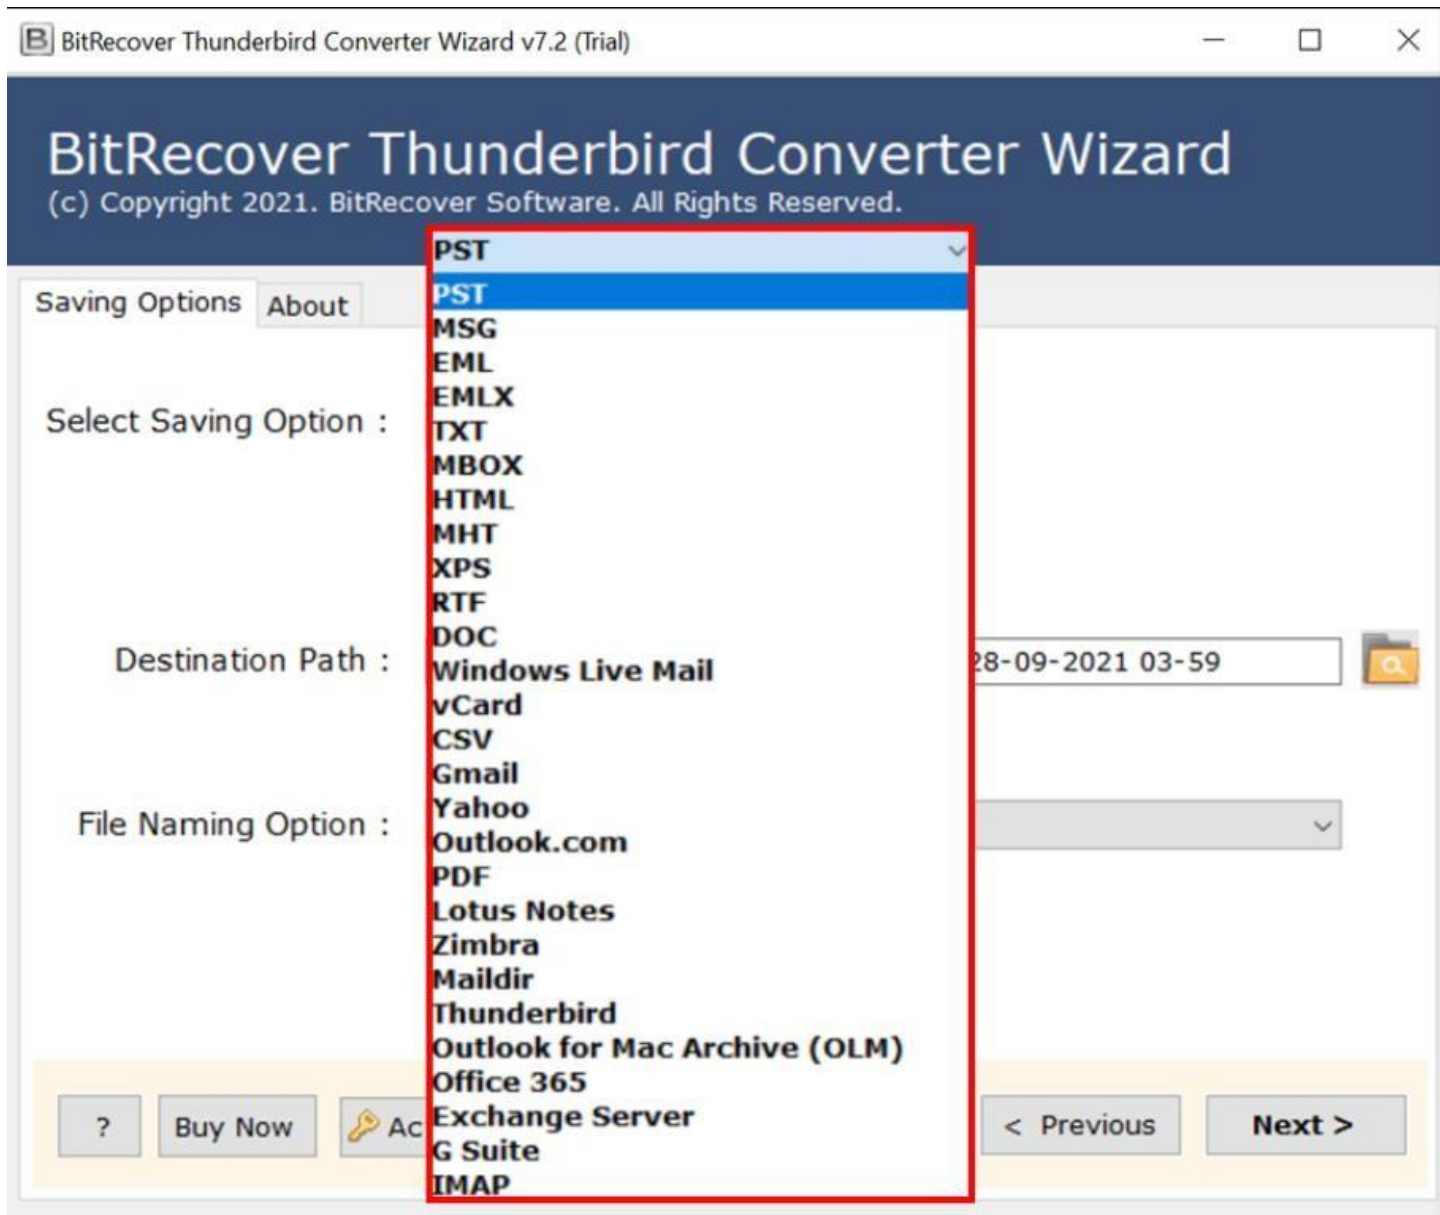 BitRecover Thunderbird Converter Wizard v7.2 (Trial)
BitRecover Thunderbird Converter Wizard
(c) Copyright 2021. BitRecover Software. All Rights Reserved.
PST
Saving Options About
PST
MSG
EML
EMLX
Select Saving Option :
TXT
MBOX
HTML
MHT
XPS
RTF
DOC
Destination Path :
28-09-2021 03-59
Windows Live Mail
vCard
CSV
Gmail
Yahoo
File Naming Option :
Outlook.com
PDF
Lotus Notes
Zimbra
Maildir
Thunderbird
Outlook for Mac Archive (OLM)
Office 365
Exchange Server
G Suite
IMAP
? Buy Now Ac < Previous Next >